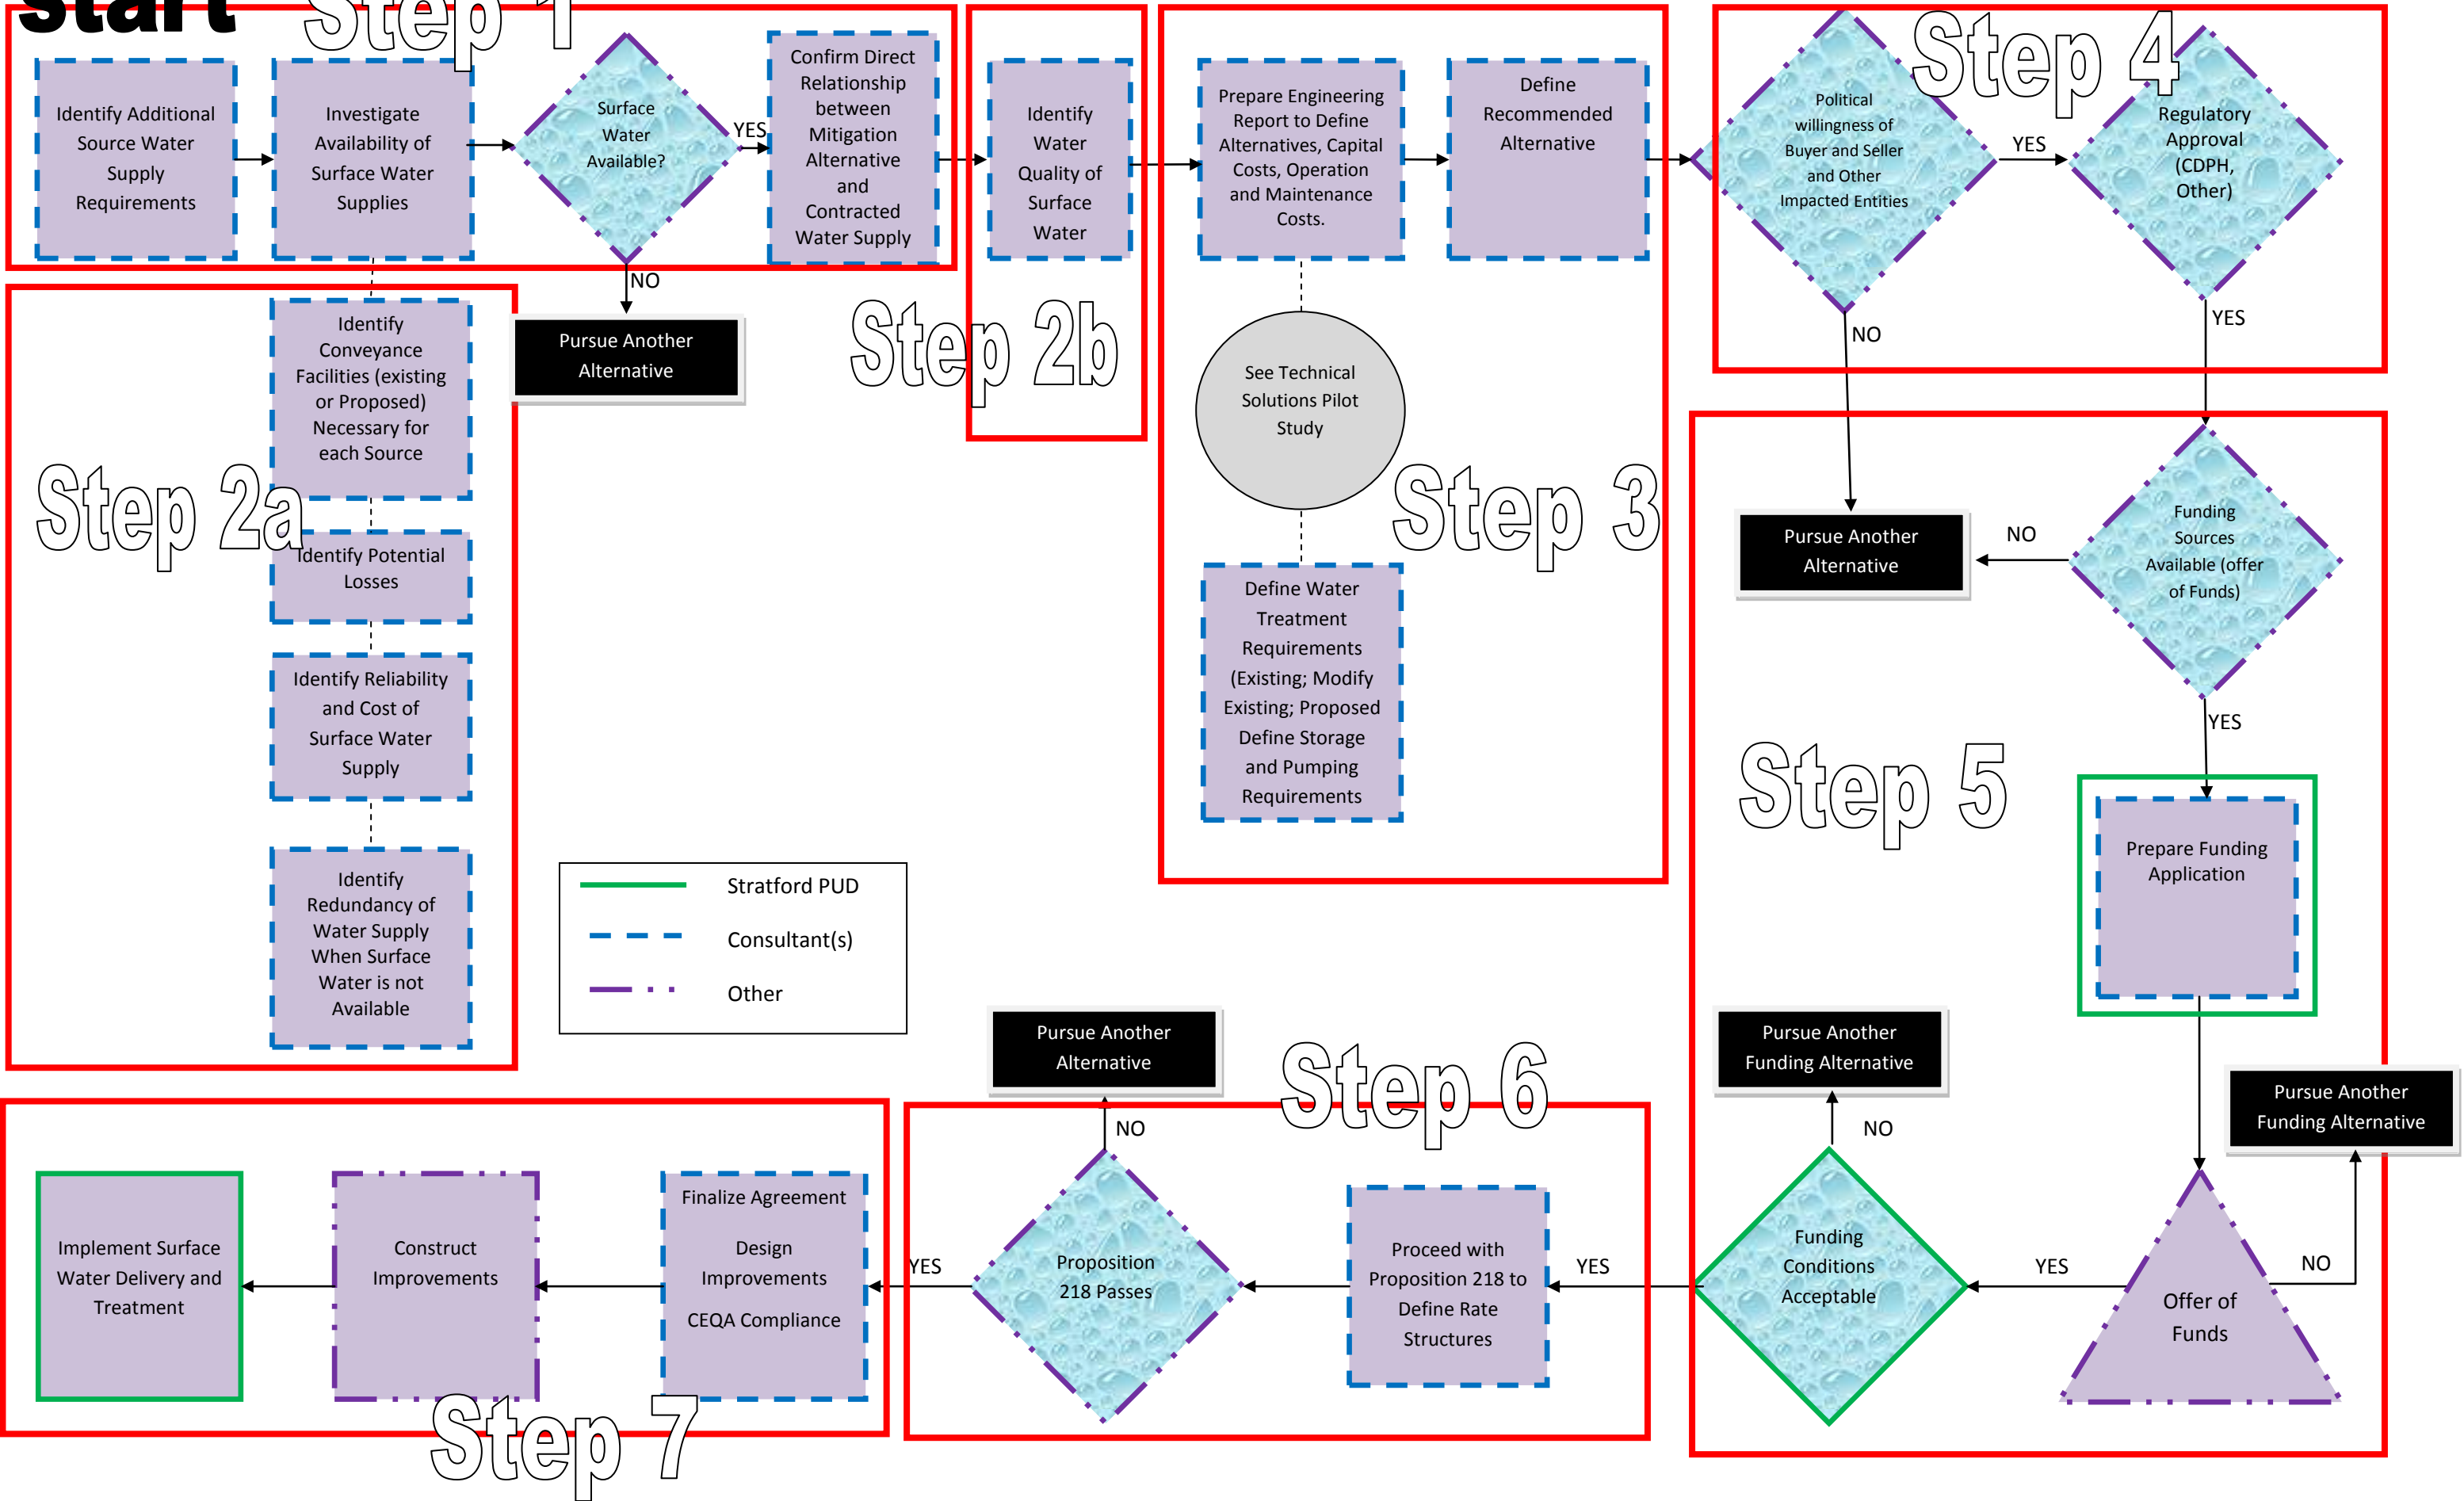 Start
Step 1
Identify Additional
Source Water
Supply
Requirements
Investigate
Availability of
Surface Water
Supplies
Surface
Water
Available?
YES
NO
Confirm Direct
Relationship
between
Mitigation
Alternative
and
Contracted
Water Supply
Pursue Another
Alternative
Step 2a
Identify
Conveyance
Facilities (existing
or Proposed)
Necessary for
each Source
Identify Potential
Losses
Identify Reliability
and Cost of
Surface Water
Supply
Identify
Redundancy of
Water Supply
When Surface
Water is not
Available
Step 2b
Identify
Water
Quality of
Surface
Water
Step 3
Prepare Engineering
Report to Define
Alternatives, Capital
Costs, Operation
and Maintenance
Costs.
Define
Recommended
Alternative
See Technical
Solutions Pilot
Study
Define Water
Treatment
Requirements
(Existing; Modify
Existing; Proposed
Define Storage
and Pumping
Requirements
Step 4
Political
willingness of
Buyer and Seller
and Other
Impacted Entities
YES
NO
Regulatory
Approval
(CDPH,
Other)
YES
Step 5
Funding
Sources
Available (offer
of Funds)
NO
Pursue Another
Alternative
YES
Prepare Funding
Application
Offer of
Funds
NO
Pursue Another
Funding Alternative
YES
Funding
Conditions
Acceptable
NO
Pursue Another
Funding Alternative
YES
Step 6
Proceed with
Proposition 218 to
Define Rate
Structures
Proposition
218 Passes
NO
Pursue Another
Alternative
YES
Step 7
Finalize Agreement
Design
Improvements
CEQA Compliance
Construct
Improvements
Implement Surface
Water Delivery and
Treatment
Stratford PUD
Consultant(s)
Other